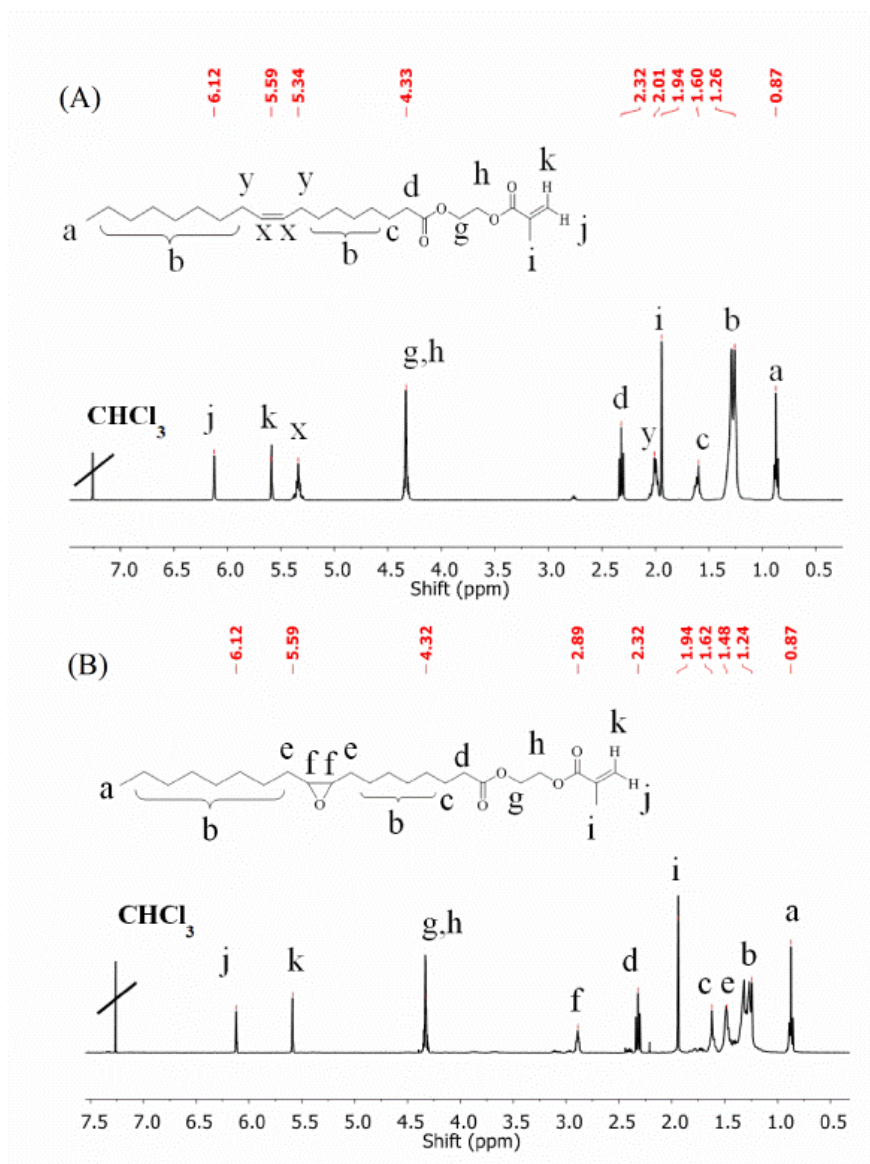 6.12 5.59 5.34 4.33 2.32 2.01 1.94 1.60 1.26 0.87
(A)
y y d h O k
H
O O H j
a x x c O g
b b i
i b
g,h a
CHCl3 d
j k x y c
7.0 6.5 6.0 5.5 5.0 4.5 4.0 3.5 3.0 2.5 2.0 1.5 1.0 0.5
Shift (ppm)
6.12 5.59 4.32 2.89 2.32 1.94 1.62 1.48 1.24 0.87
(B)
k
e f f e d h O H
O O H j
a O c O g
b b i
i
CHCl3 g,h a
j k d b
f c e
7.5 7.0 6.5 6.0 5.5 5.0 4.5 4.0 3.5 3.0 2.5 2.0 1.5 1.0 0.5
Shift (ppm)